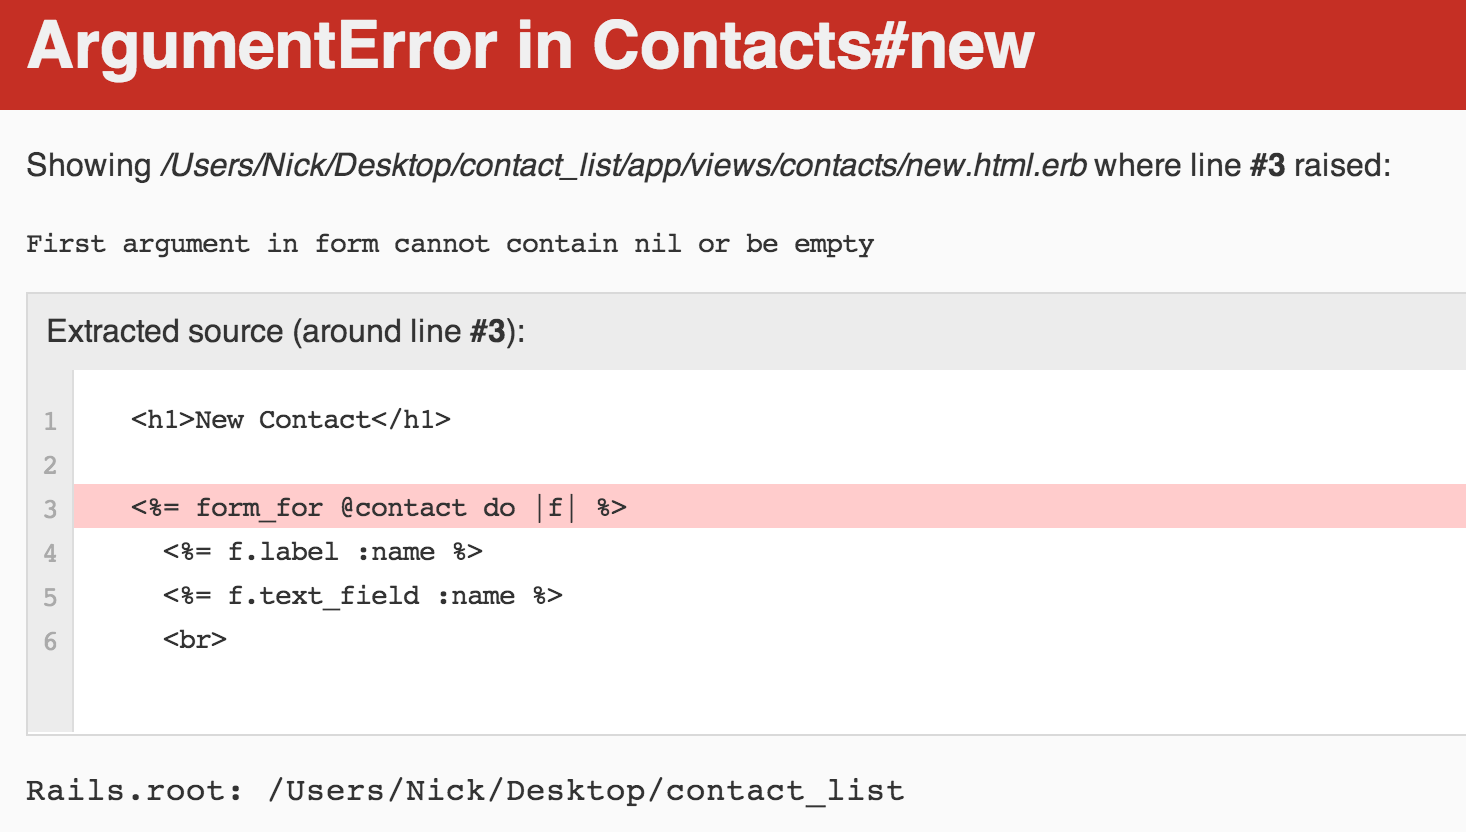 ArgumentError in Contacts#new
Showing /Users/Nick/Desktop/contact_list/app/views/contacts/new.html.erb where line #3 raised:
First argument in form cannot contain nil or be empty
Extracted source (around line #3):
1 <h1>New Contact</h1>
2
3 <%= form_for @contact do |f| %>
4 <%= f.label :name %>
5 <%= f.text_field :name %>
6 <br>
Rails.root: /Users/Nick/Desktop/contact_list